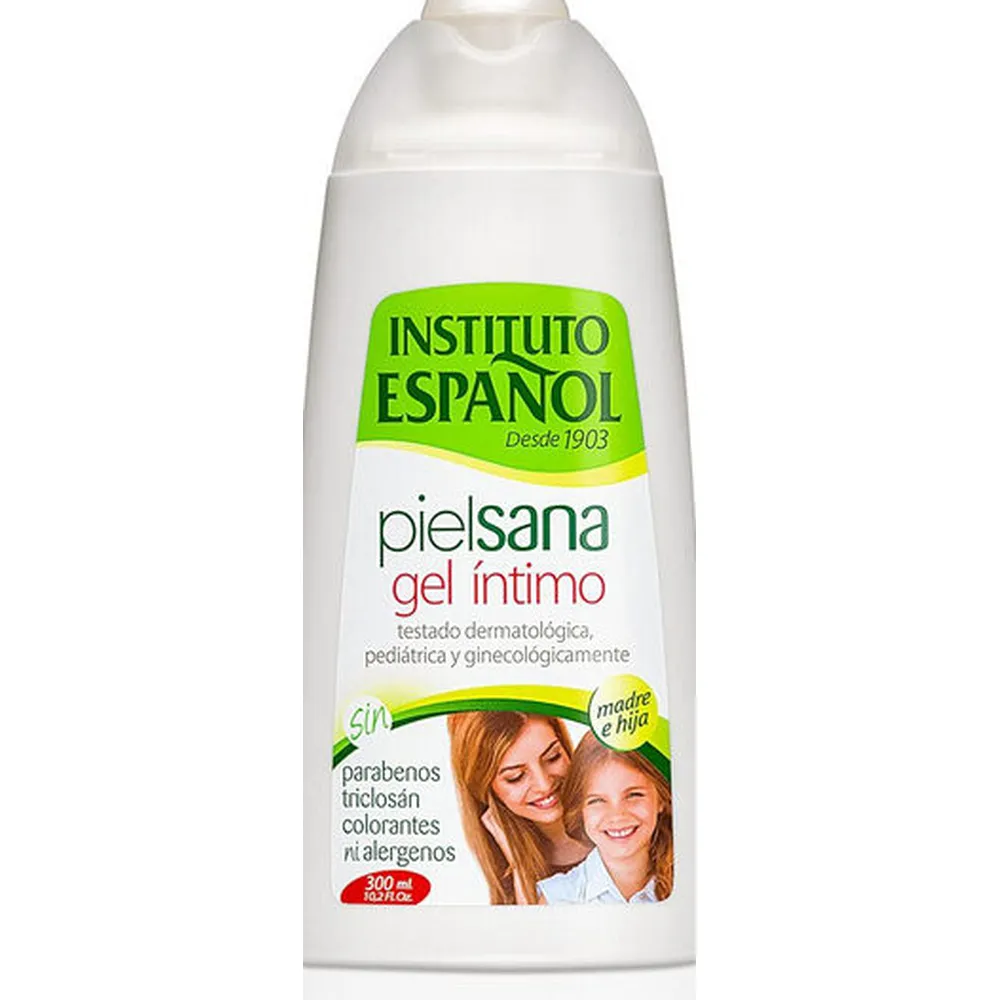 INSTITUTO
ESPAÑOL
Desde 1903
pielsana
gel íntimo
testado dermatológica,
pediátrica y ginecológicamente
madre
e hija
sin
parabenos
triclosán
colorantes
ni alergenos
300 ml.
10,2 Fl. Oz.